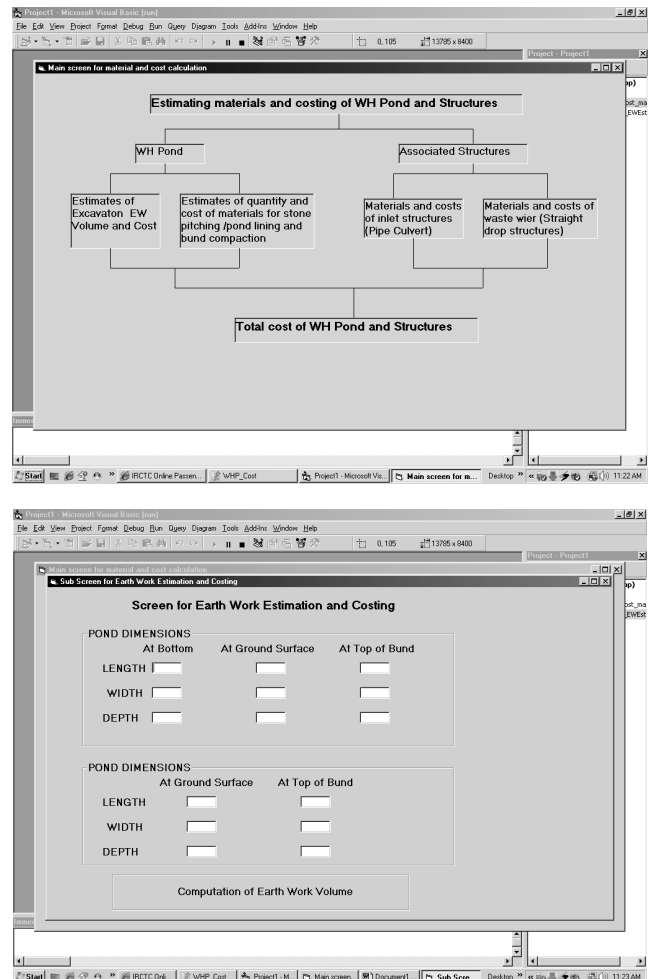 Project1 - Microsoft Visual Basic [run]
File Edit View Project Format Debug Run Query Diagram Tools Add-Ins Window Help
0, 105 13785 x 8400
Project - Project1
Main screen for material and cost calculation
Estimating materials and costing of WH Pond and Structures
WH Pond
Associated Structures
Estimates of
Excavaton EW
Volume and Cost
Estimates of quantity and
cost of materials for stone
pitching /pond lining and
bund compaction
Materials and costs
of inlet structures
(Pipe Culvert)
Materials and costs of
waste wier (Straight
drop structures)
Total cost of WH Pond and Structures
Immed
Start IRCTC Online Passen... WHP_Cost Project1 - Microsoft Vis... Main screen for m... Desktop 11:22 AM
Project1 - Microsoft Visual Basic [run]
File Edit View Project Format Debug Run Query Diagram Tools Add-Ins Window Help
0, 105 13785 x 8400
Project - Project1
Main screen for material and cost calculation
Sub Screen for Earth Work Estimation and Costing
Screen for Earth Work Estimation and Costing
POND DIMENSIONS
At Bottom At Ground Surface At Top of Bund
LENGTH
WIDTH
DEPTH
POND DIMENSIONS
At Ground Surface At Top of Bund
LENGTH
WIDTH
DEPTH
Computation of Earth Work Volume
Immed
Start IRCTC Onli... WHP_Cost Project1 - M... Main screen... Document1... Sub Scre... Desktop 11:23 AM